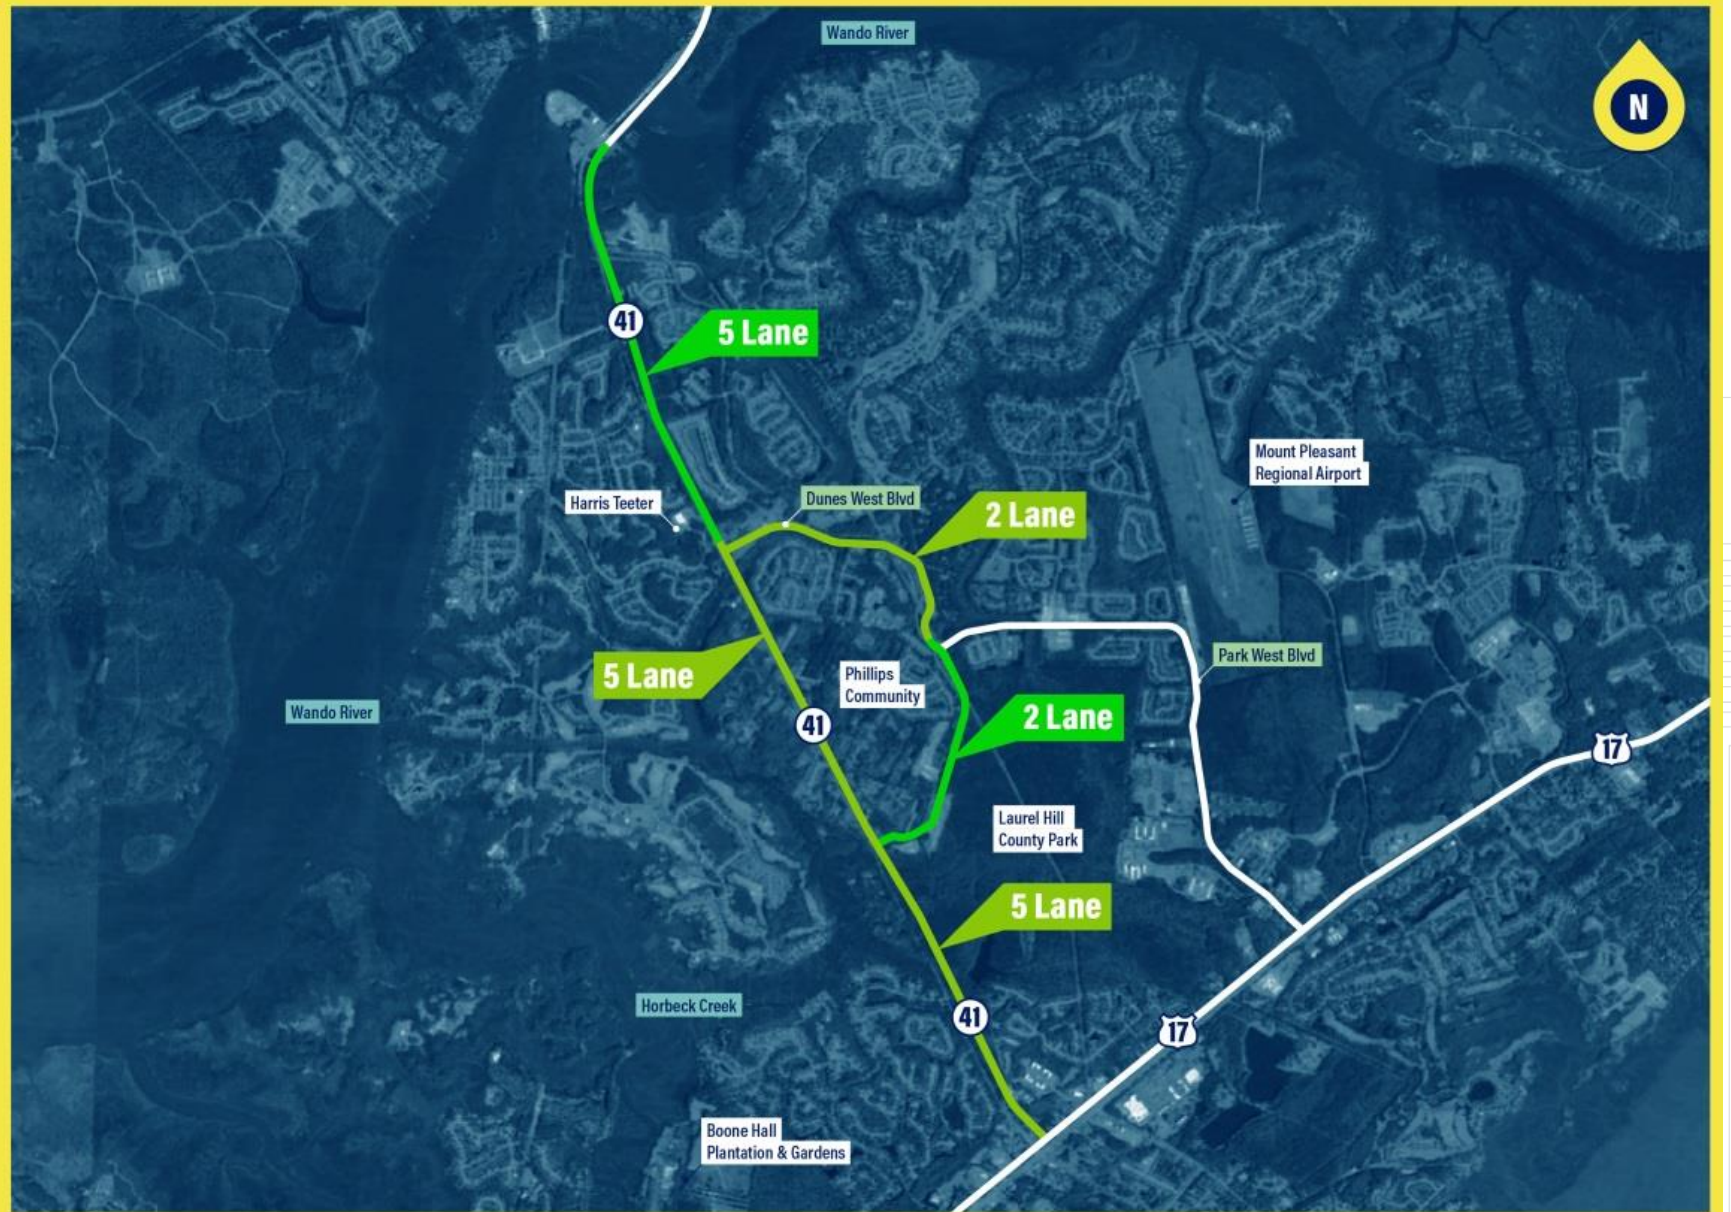 Wando River
N
41
5 Lane
Mount Pleasant
Regional Airport
Harris Teeter
Dunes West Blvd
2 Lane
5 Lane
Phillips
Community
Park West Blvd
Wando River
41
2 Lane
17
Laurel Hill
County Park
5 Lane
Horbeck Creek
41
17
Boone Hall
Plantation & Gardens